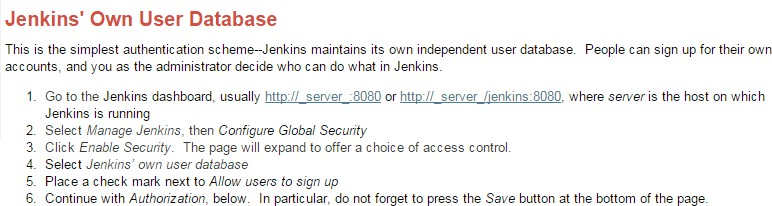 Jenkins' Own User Database
This is the simplest authentication scheme--Jenkins maintains its own independent user database.  People can sign up for their own
accounts, and you as the administrator decide who can do what in Jenkins.
1. Go to the Jenkins dashboard, usually http://_server_:8080 or http://_server_/jenkins:8080, where server is the host on which
Jenkins is running
2. Select Manage Jenkins, then Configure Global Security
3. Click Enable Security.  The page will expand to offer a choice of access control.
4. Select Jenkins' own user database
5. Place a check mark next to Allow users to sign up
6. Continue with Authorization, below.  In particular, do not forget to press the Save button at the bottom of the page.